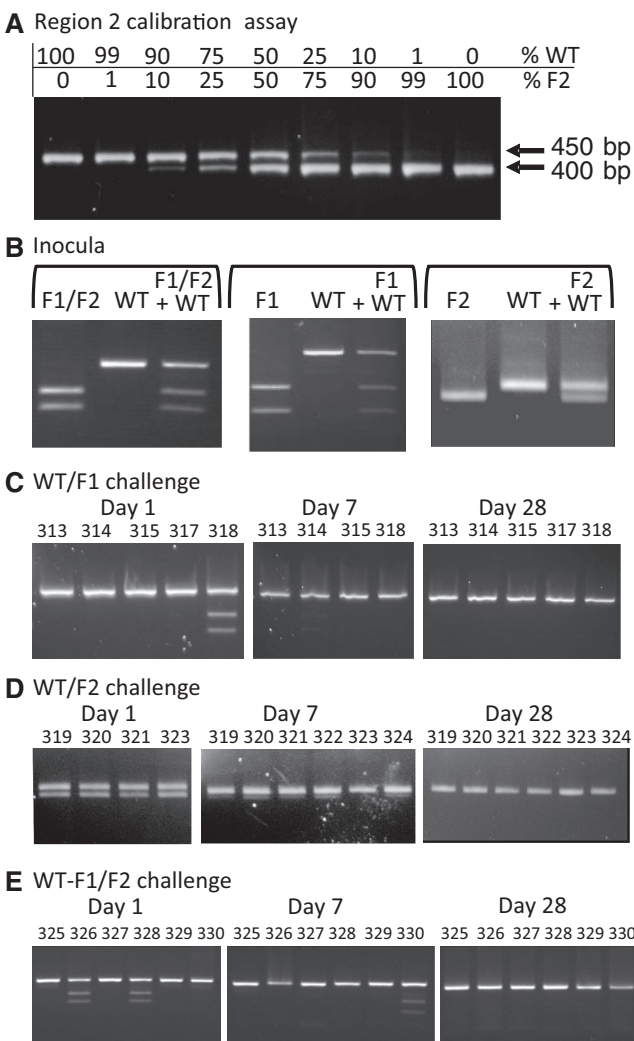 A Region 2 calibration assay
100 99 90 75 50 25 10 1 0 % WT
0 1 10 25 50 75 90 99 100 % F2
450 bp
400 bp
B Inocula
F1/F2 WT F1/F2 + WT F1 WT F1 + WT F2 WT F2 + WT
C WT/F1 challenge
Day 1 Day 7 Day 28
313 314 315 317 318 313 314 315 318 313 314 315 317 318
D WT/F2 challenge
Day 1 Day 7 Day 28
319 320 321 323 319 320 321 322 323 324 319 320 321 322 323 324
E WT-F1/F2 challenge
Day 1 Day 7 Day 28
325 326 327 328 329 330 325 326 327 328 329 330 325 326 327 328 329 330